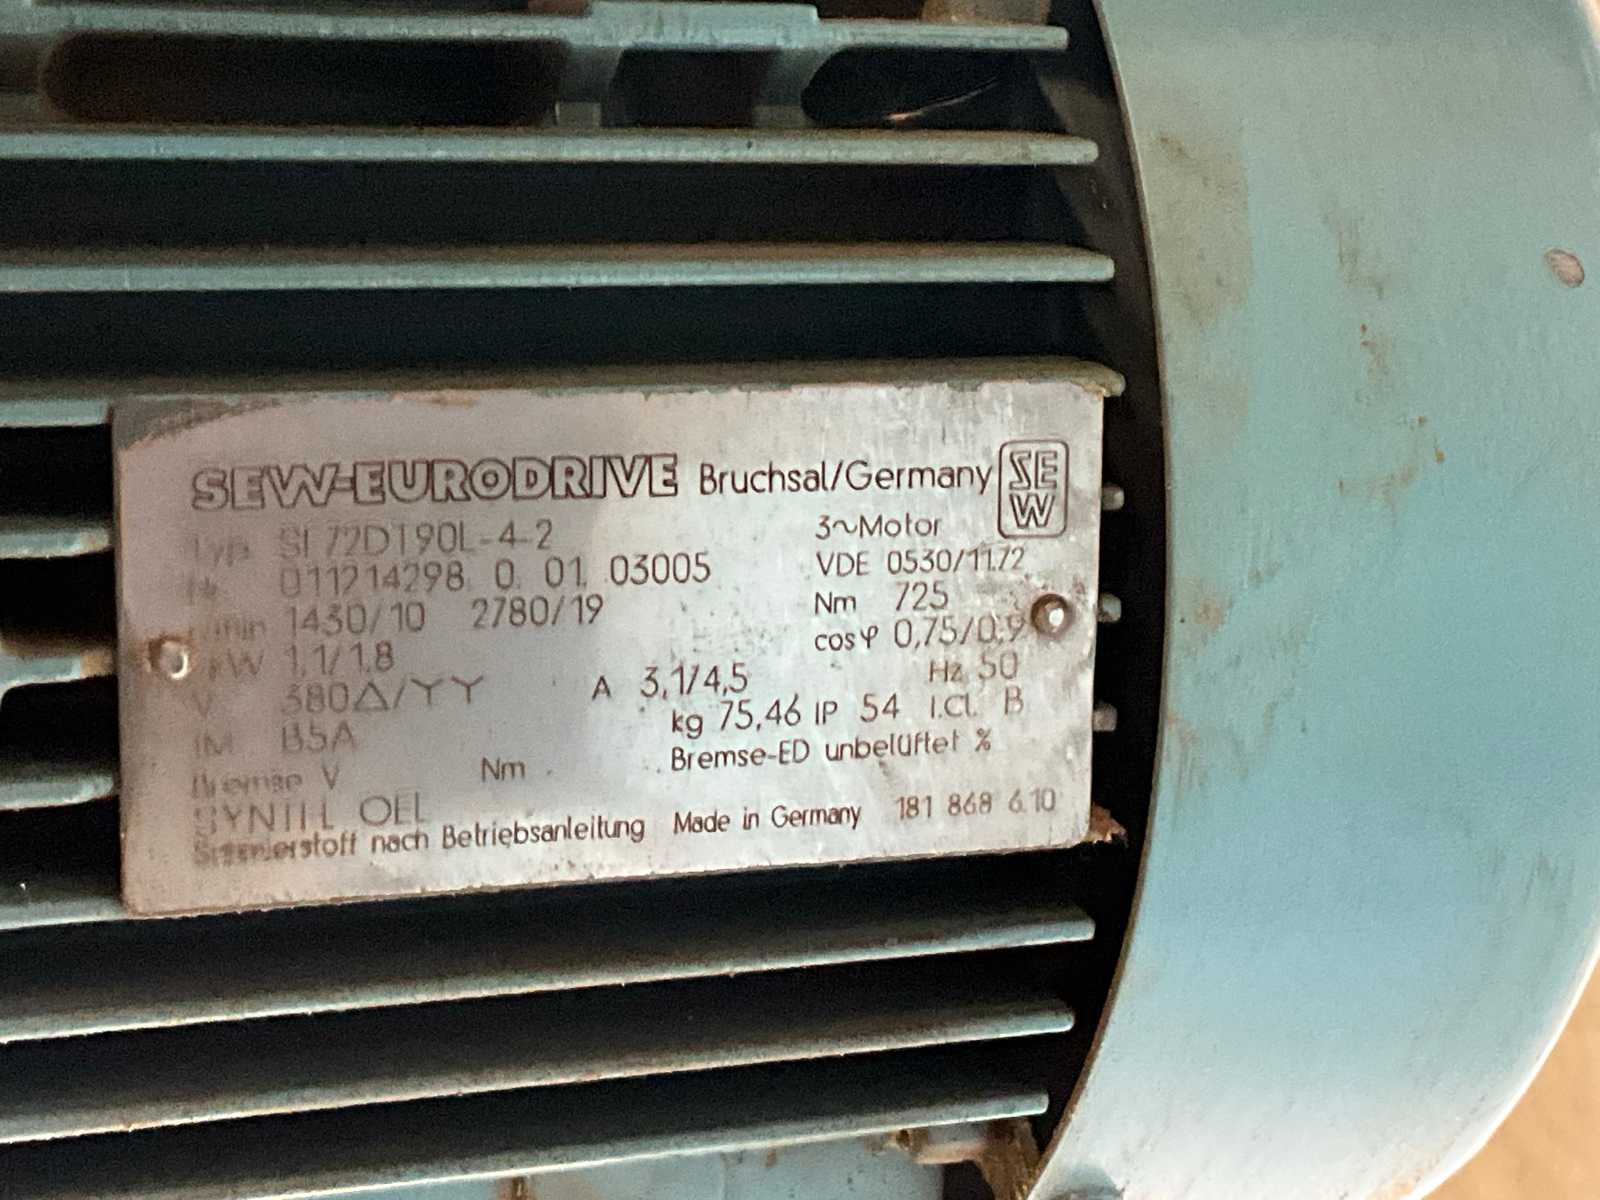 SEW-EURODRIVE Bruchsal/Germany SEW
Typ SF72DT90L-4-2 3~Motor
Nr. 011214298. 0. 01. 03005 VDE 0530/11.72
1/min 1430/10 2780/19 Nm 725
kW 1,1/1,8 cosφ 0,75/0,9
V 380Δ/YY A 3,1/4,5 Hz 50
IM B5A kg 75,46 IP 54 I.Cl. B
Bremse V Nm Bremse-ED unbelüftet %
OEL
Schmierstoff nach Betriebsanleitung Made in Germany 181 868 6.10